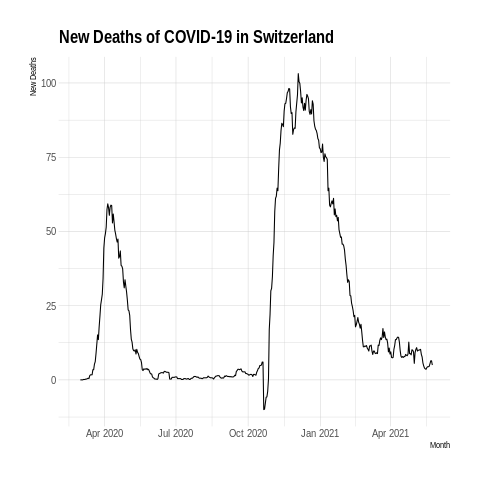 New Deaths of COVID-19 in Switzerland
New Deaths
100
75
50
25
0
Apr 2020 Jul 2020 Oct 2020 Jan 2021 Apr 2021
Month